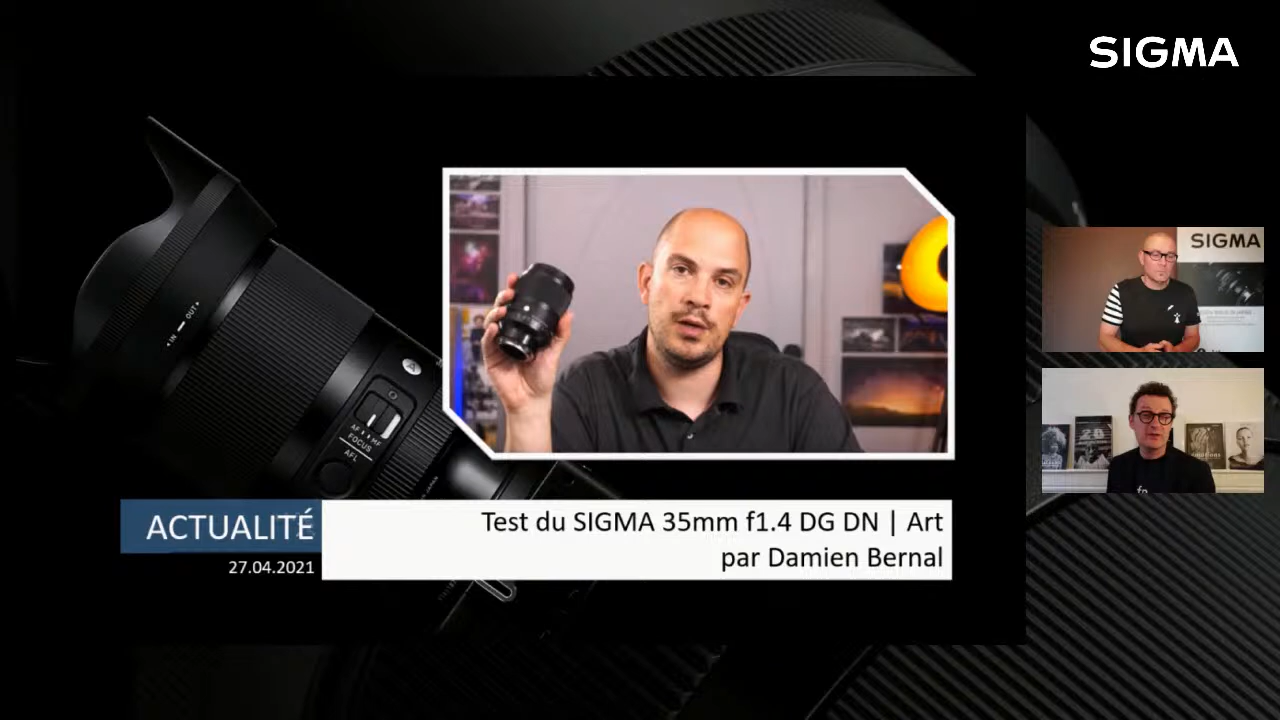 SIGMA
IN OUT
A
AF MF
FOCUS
AFL
SIGMA
ACTUALITÉ
27.04.2021
Test du SIGMA 35mm f1.4 DG DN | Art
par Damien Bernal